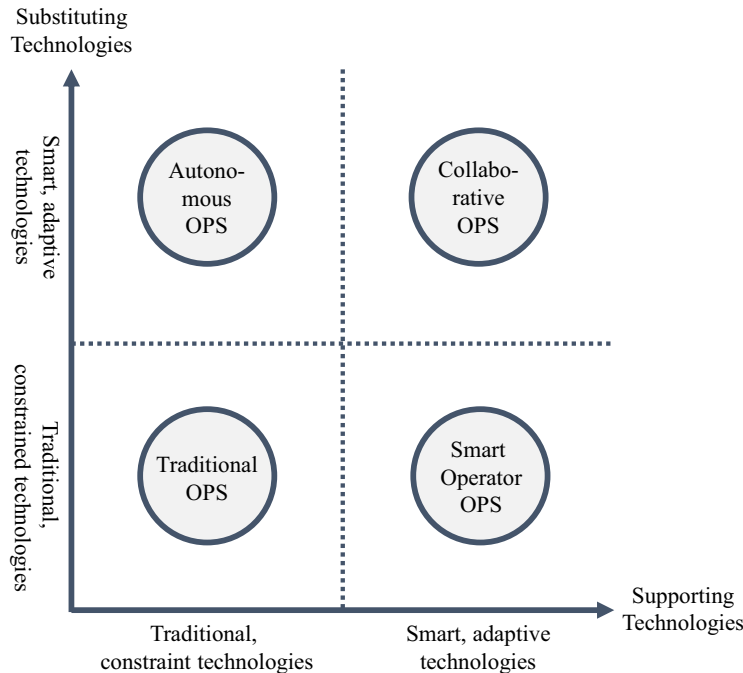 Substituting
Technologies
Smart, adaptive
technologies
Autono-
mous
OPS
Collabo-
rative
OPS
Traditional,
constrained technologies
Traditional
OPS
Smart
Operator
OPS
Supporting
Technologies
Traditional,
constraint technologies
Smart, adaptive
technologies